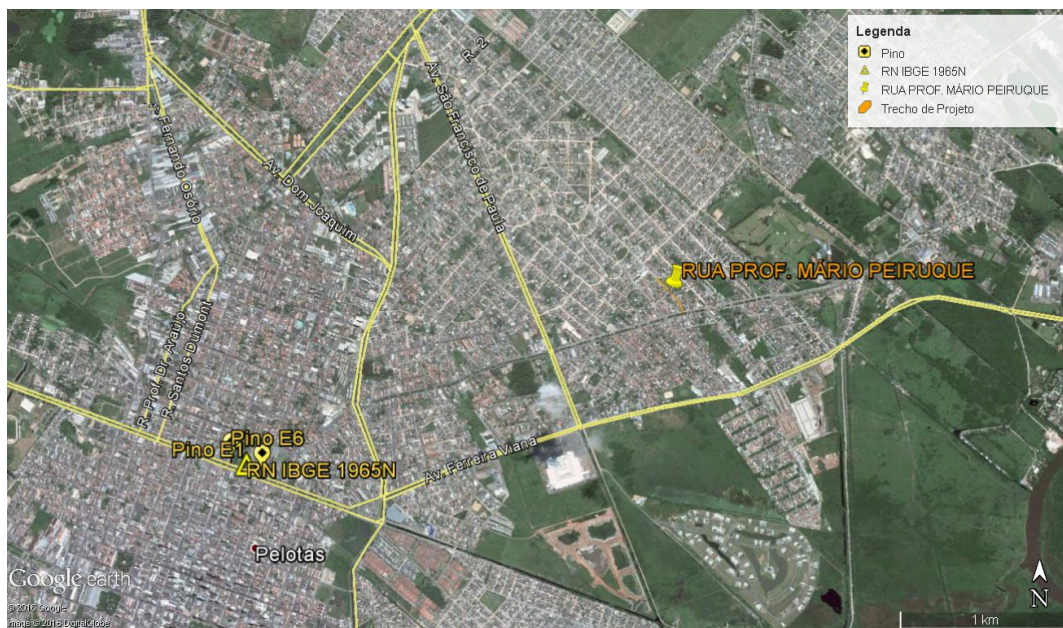 Legenda
Pino
RN IBGE 1965N
RUA PROF. MÁRIO PEIRUQUE
Trecho de Projeto
R. 2
Av. São Francisco de Paula
Fernando Osório
Av. Dom Joaquim
RUA PROF. MÁRIO PEIRUQUE
R. Prof. Dr. Araújo
R. Santos Dumont
Pino E6
Pino E1
RN IBGE 1965N
Av. Ferreira Viana
Pelotas
Google earth
© 2016 Google
Image © 2016 DigitalGlobe
N
1 km